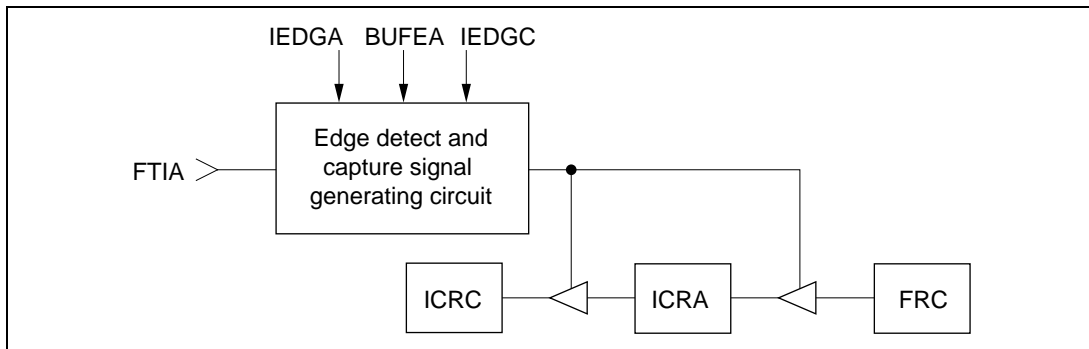 IEDGA BUFEA IEDGC
Edge detect and
capture signal
generating circuit
FTIA
ICRC ICRA FRC